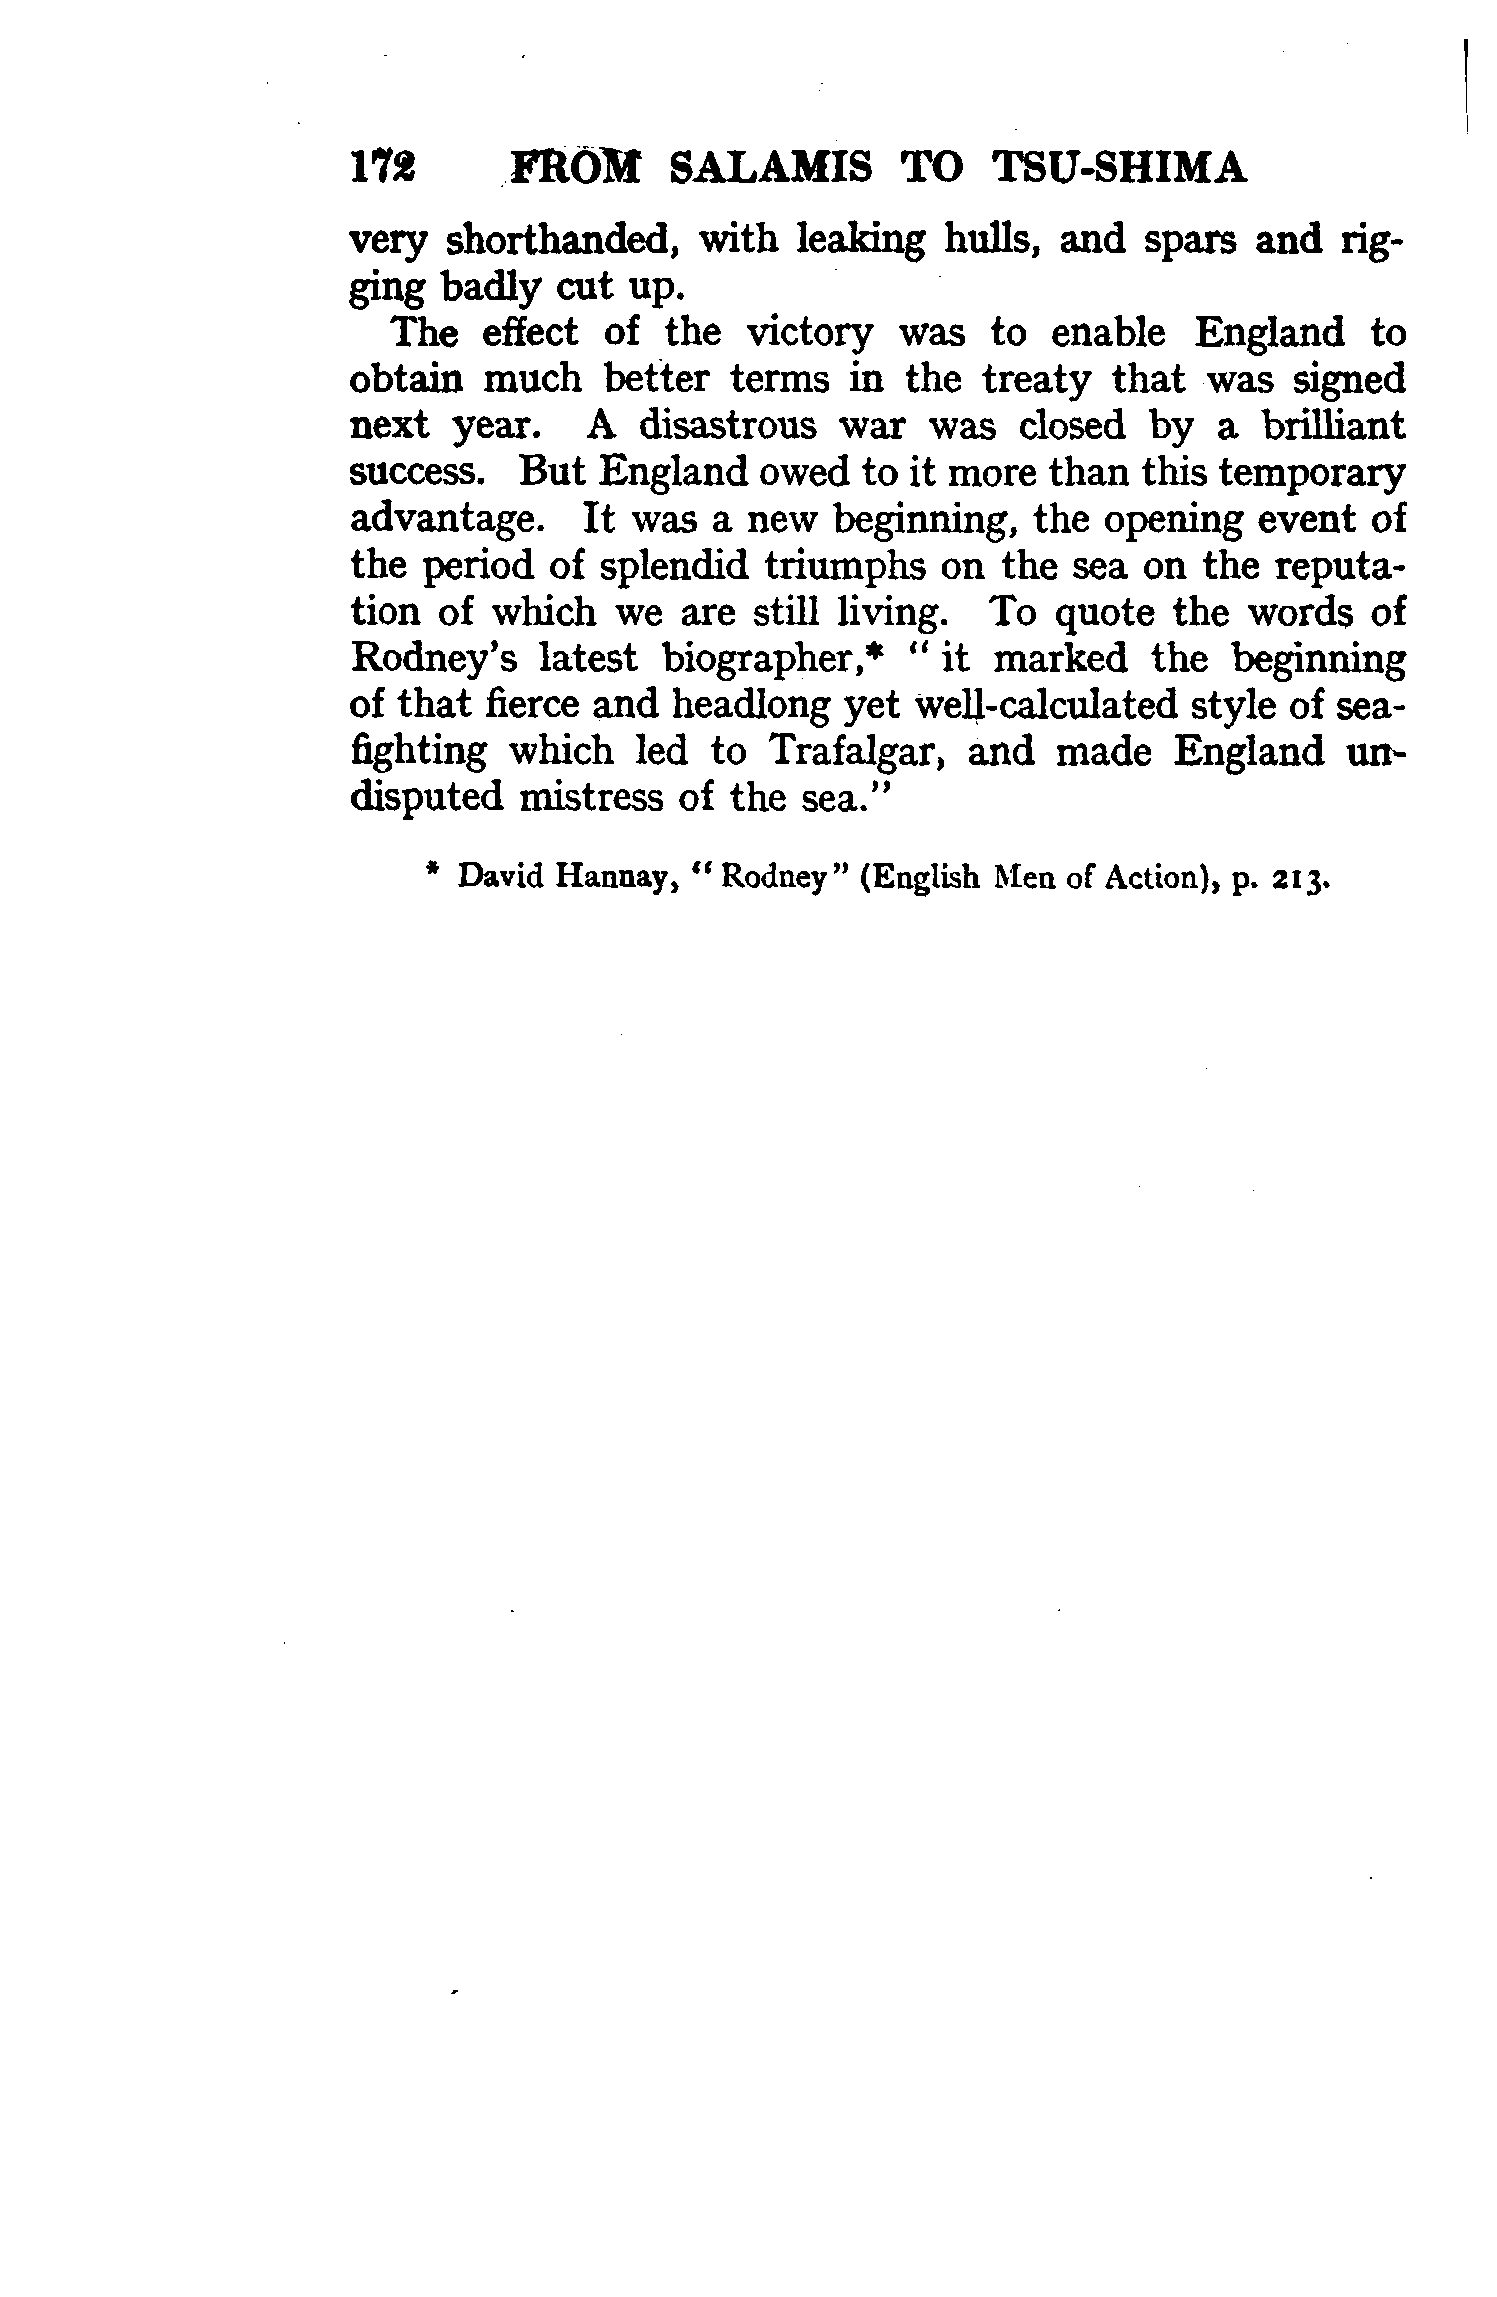 172 FROM SALAMIS TO TSU-SHIMA
very shorthanded, with leaking hulls, and spars and rig-
ging badly cut up.
The effect of the victory was to enable England to
obtain much better terms in the treaty that was signed
next year. A disastrous war was closed by a brilliant
success. But England owed to it more than this temporary
advantage. It was a new beginning, the opening event of
the period of splendid triumphs on the sea on the reputa-
tion of which we are still living. To quote the words of
Rodney's latest biographer,* "it marked the beginning
of that fierce and headlong yet well-calculated style of sea-
fighting which led to Trafalgar, and made England un-
disputed mistress of the sea."
* David Hannay, "Rodney" (English Men of Action), p. 213.